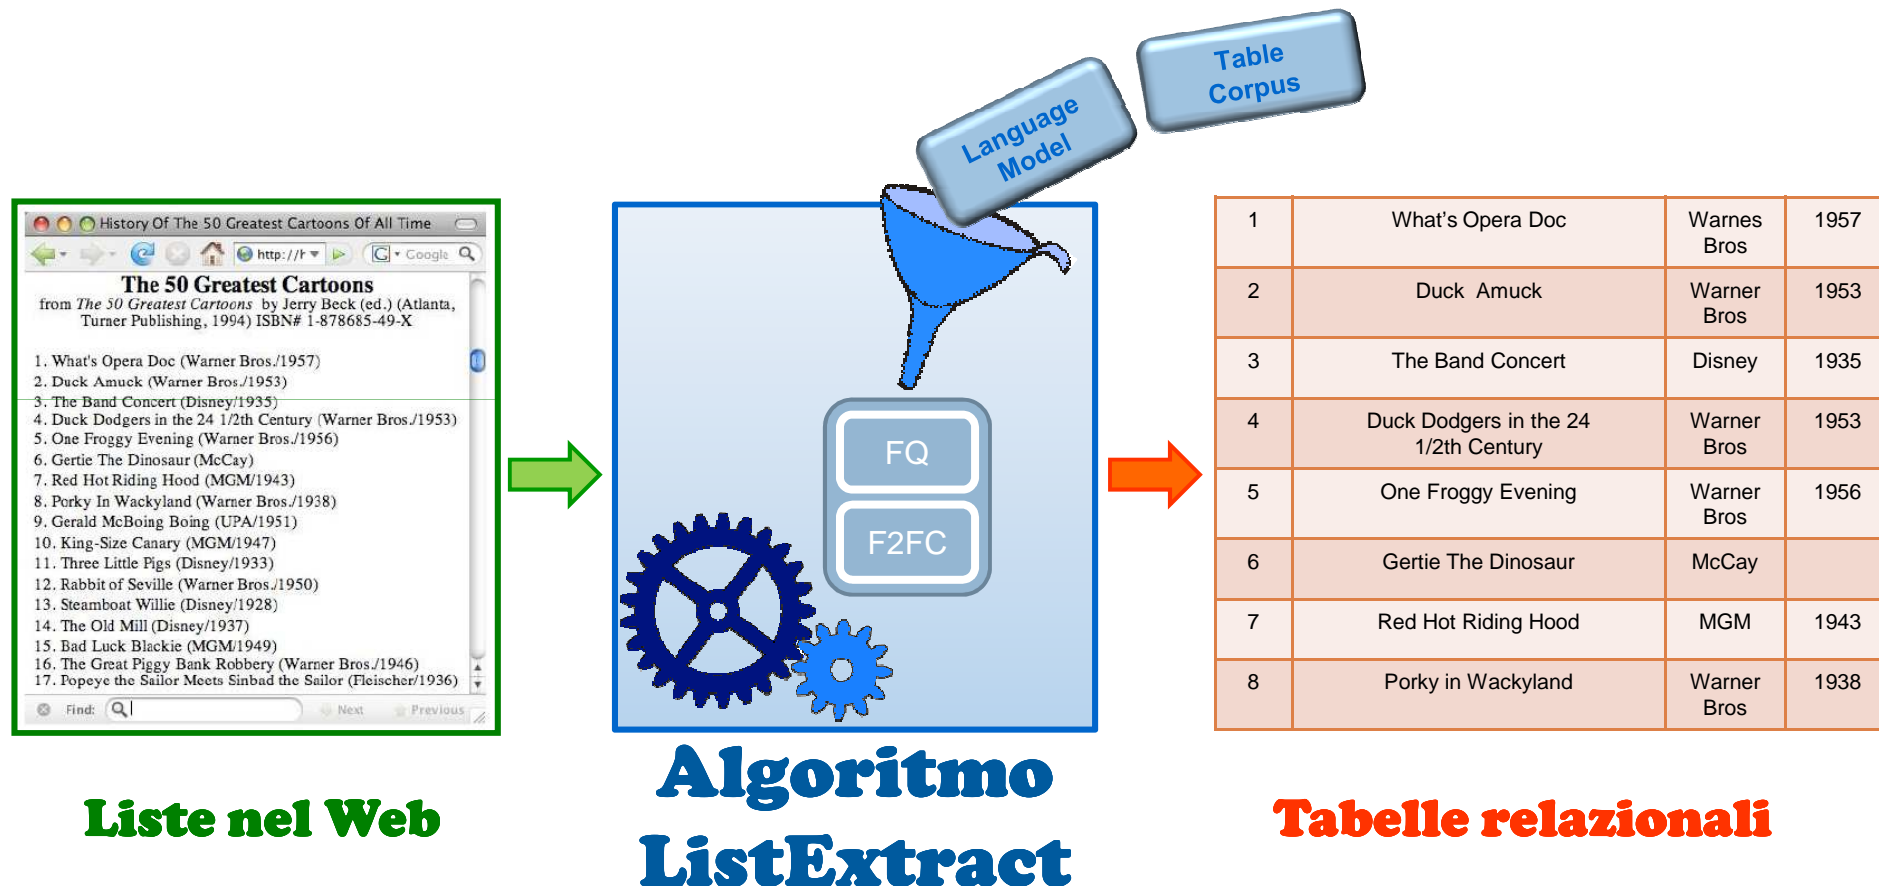 Table
Corpus
Language
Model
History Of The 50 Greatest Cartoons Of All Time
http://h
G
Google
The 50 Greatest Cartoons
from The 50 Greatest Cartoons by Jerry Beck (ed.) (Atlanta,
Turner Publishing, 1994) ISBN# 1-878685-49-X
1. What's Opera Doc (Warner Bros./1957)
2. Duck Amuck (Warner Bros./1953)
3. The Band Concert (Disney/1935)
4. Duck Dodgers in the 24 1/2th Century (Warner Bros./1953)
5. One Froggy Evening (Warner Bros./1956)
6. Gertie The Dinosaur (McCay)
7. Red Hot Riding Hood (MGM/1943)
8. Porky In Wackyland (Warner Bros./1938)
9. Gerald McBoing Boing (UPA/1951)
10. King-Size Canary (MGM/1947)
11. Three Little Pigs (Disney/1933)
12. Rabbit of Seville (Warner Bros./1950)
13. Steamboat Willie (Disney/1928)
14. The Old Mill (Disney/1937)
15. Bad Luck Blackie (MGM/1949)
16. The Great Piggy Bank Robbery (Warner Bros./1946)
17. Popeye the Sailor Meets Sinbad the Sailor (Fleischer/1936)
Find:
Next
Previous
FQ
F2FC
1 What's Opera Doc Warnes Bros 1957
2 Duck Amuck Warner Bros 1953
3 The Band Concert Disney 1935
4 Duck Dodgers in the 24 1/2th Century Warner Bros 1953
5 One Froggy Evening Warner Bros 1956
6 Gertie The Dinosaur McCay
7 Red Hot Riding Hood MGM 1943
8 Porky in Wackyland Warner Bros 1938
Liste nel Web
Algoritmo
ListExtract
Tabelle relazionali